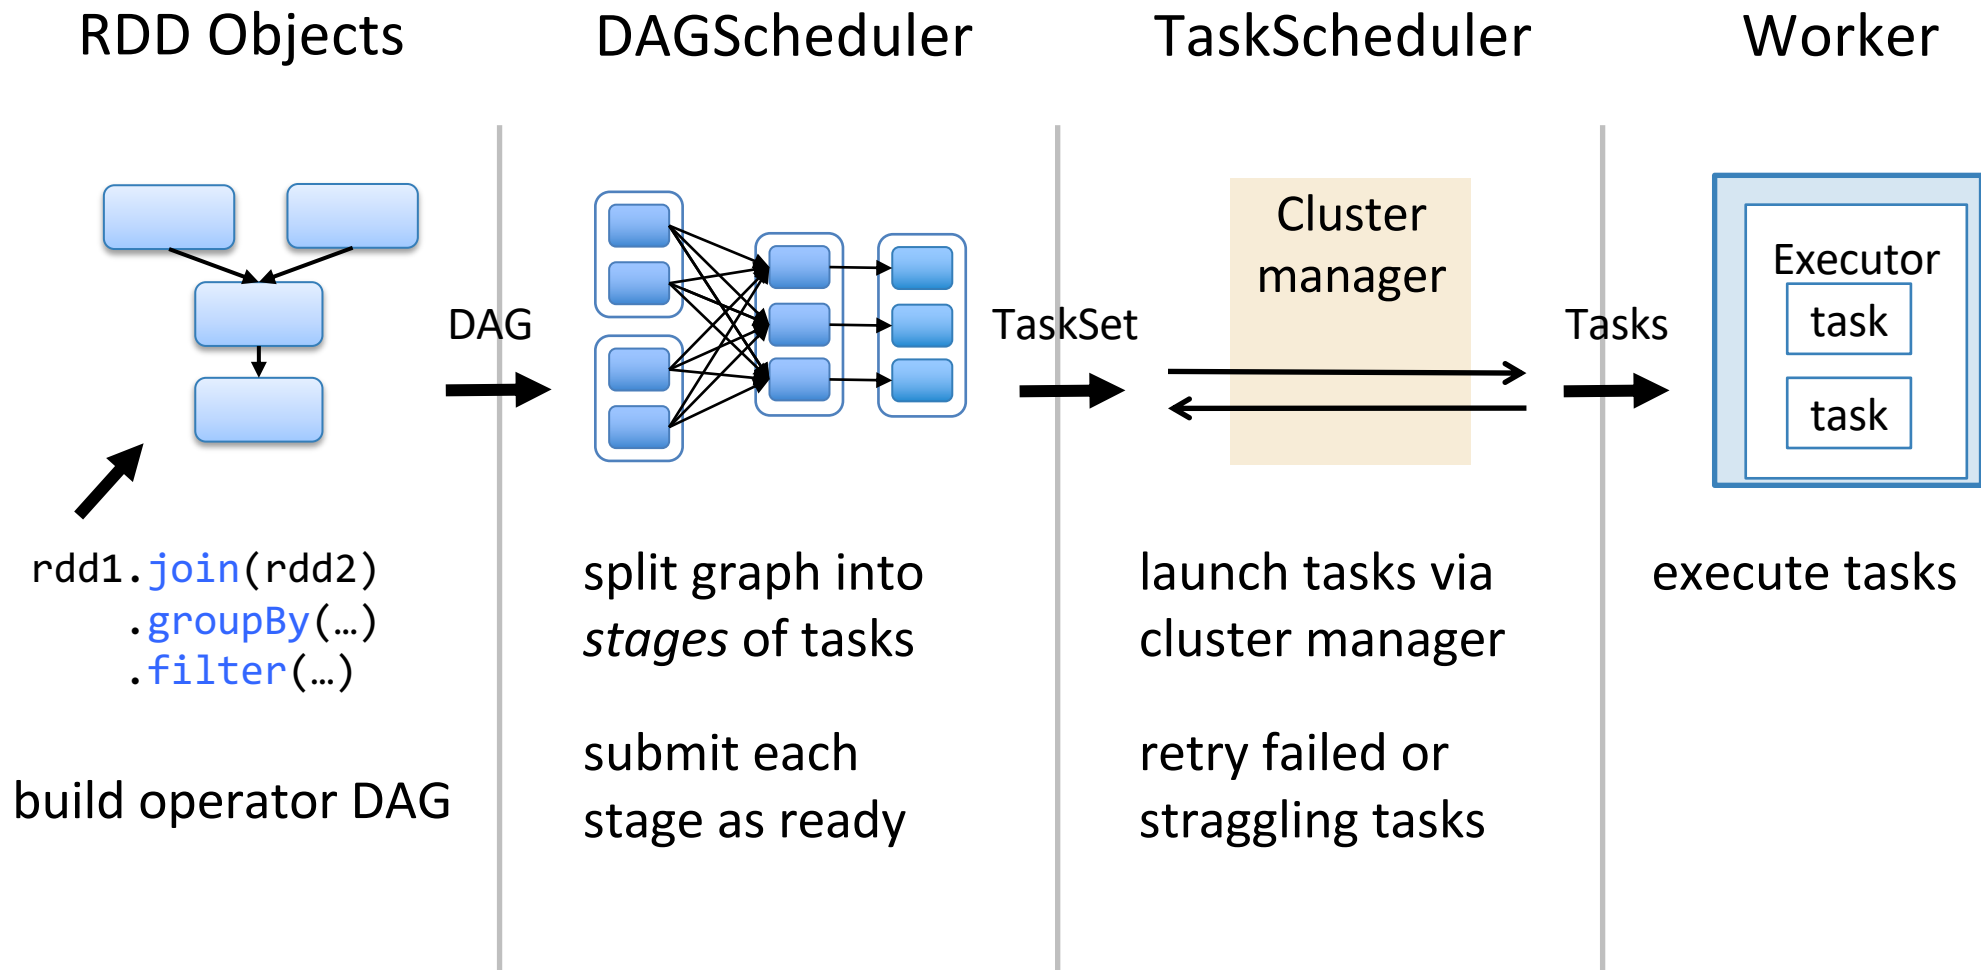 RDD Objects
DAGScheduler
TaskScheduler
Worker
DAG
TaskSet
Cluster
manager
Tasks
Executor
task
task
rdd1.join(rdd2)
.groupBy(…)
.filter(…)
build operator DAG
split graph into
stages of tasks
submit each
stage as ready
launch tasks via
cluster manager
retry failed or
straggling tasks
execute tasks